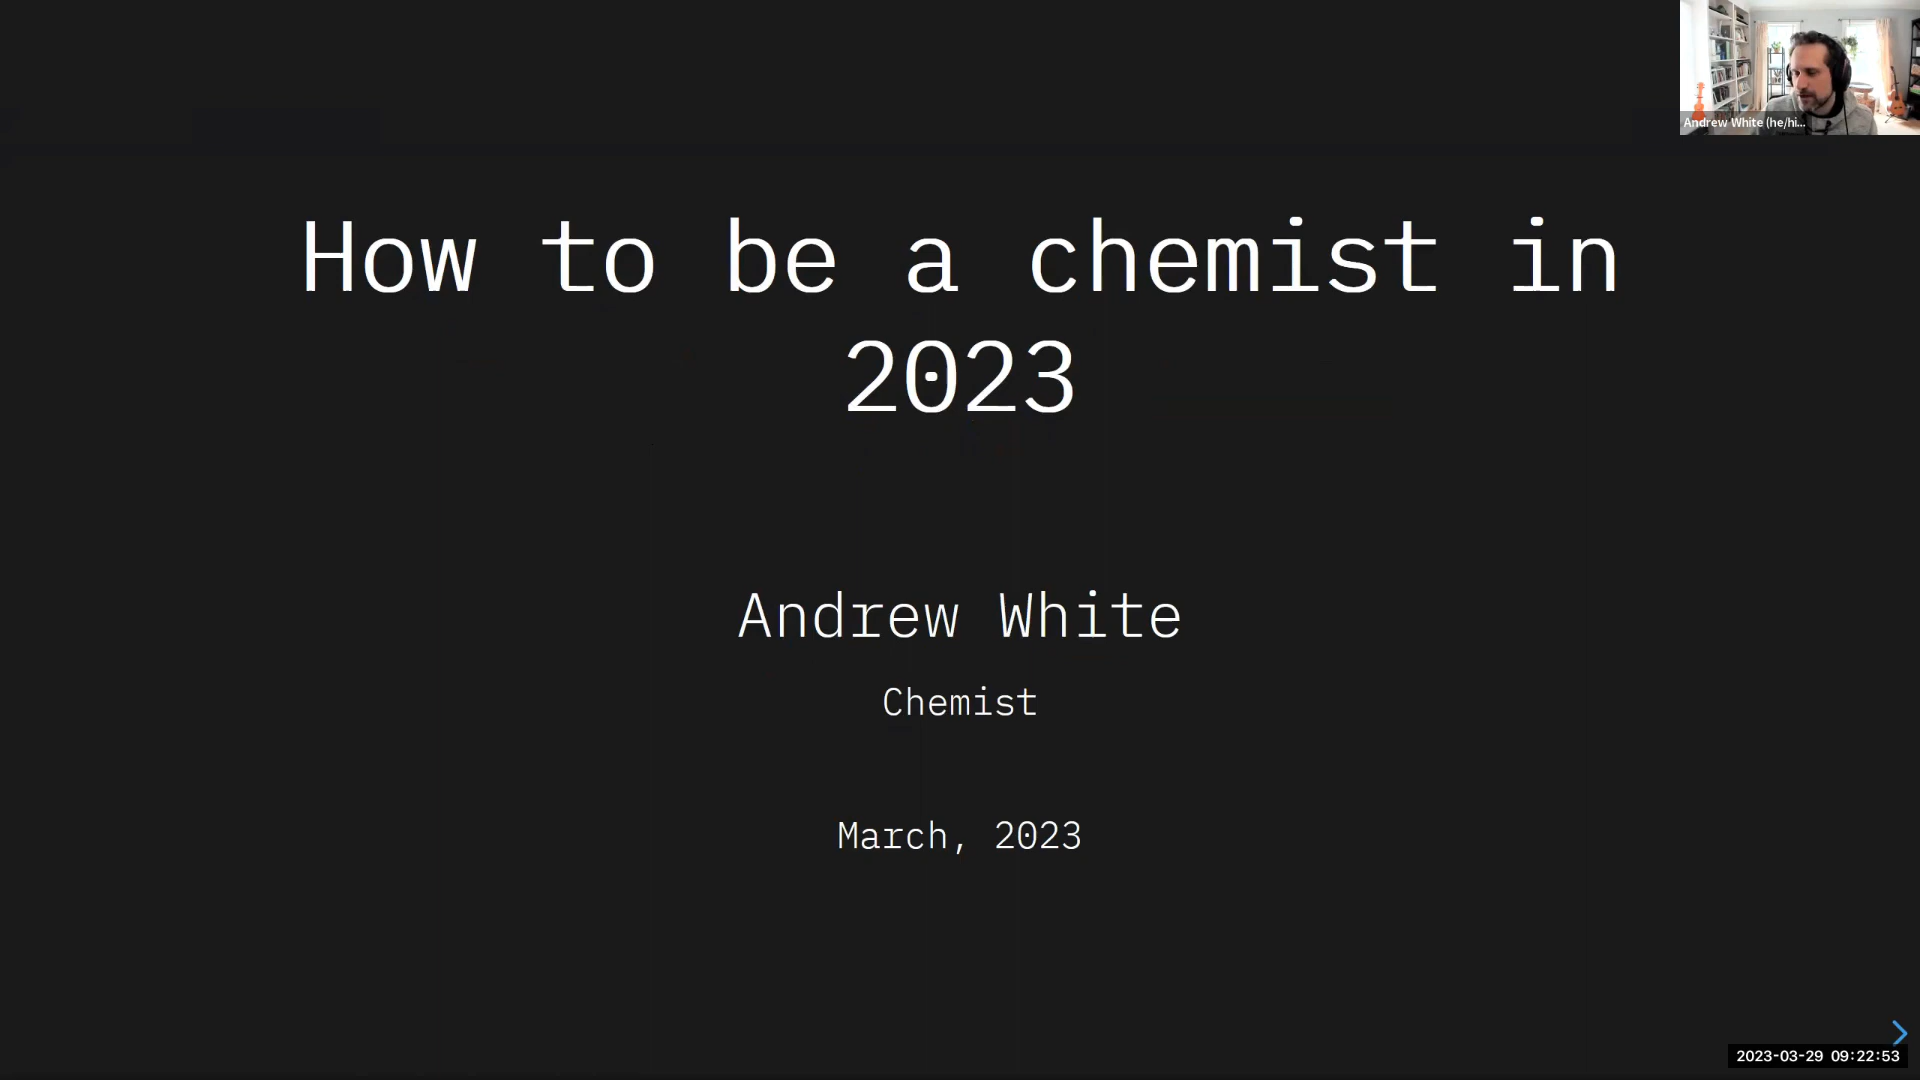 Andrew White (he/hi...
How to be a chemist in
2023
Andrew White
Chemist
March, 2023
2023-03-29 09:22:53